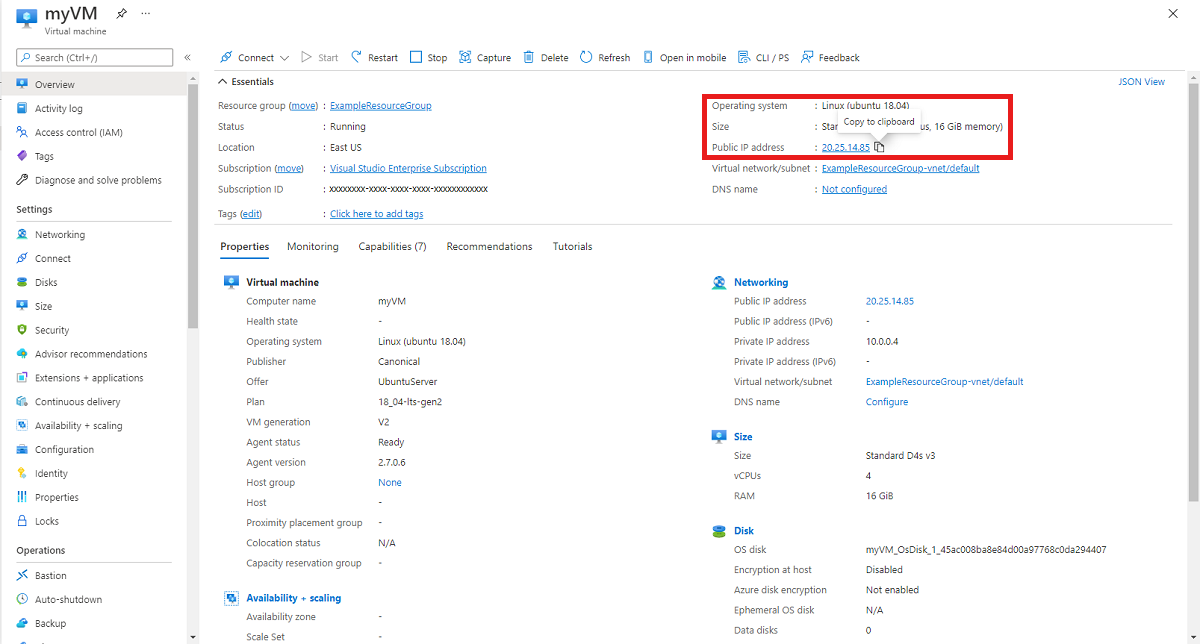 myVM
Virtual machine
Search (Ctrl+/)
Overview
Activity log
Access control (IAM)
Tags
Diagnose and solve problems
Settings
Networking
Connect
Disks
Size
Security
Advisor recommendations
Extensions + applications
Continuous delivery
Availability + scaling
Configuration
Identity
Properties
Locks
Operations
Bastion
Auto-shutdown
Backup
Connect Start Restart Stop Delete Capture Refresh Open in mobile CLI / PS Feedback
Essentials
JSON View
Resource group (move) : ExampleResourceGroup
Status : Running
Location : East US
Subscription (move) : Visual Studio Enterprise Subscription
Subscription ID : xxxxxxxx-xxxx-xxxx-xxxx-xxxxxxxxxxxx
Tags (edit) : Click here to add tags
Operating system : Linux (ubuntu 18.04)
Copy to clipboard
Size : 16 GiB memory)
Public IP address : 20.25.14.85
Virtual network/subnet : ExampleResourceGroup-vnet/default
DNS name : Not configured
Properties Monitoring Capabilities (7) Recommendations Tutorials
Virtual machine
Computer name myVM
Health state -
Operating system Linux (ubuntu 18.04)
Publisher Canonical
Offer UbuntuServer
Plan 18_04-lts-gen2
VM generation V2
Agent status Ready
Agent version 2.7.0.6
Host group None
Host -
Proximity placement group -
Colocation status N/A
Capacity reservation group -
Availability + scaling
Availability zone -
Scale Set -
Networking
Public IP address 20.25.14.85
Public IP address (IPv6) -
Private IP address 10.0.0.4
Private IP address (IPv6) -
Virtual network/subnet ExampleResourceGroup-vnet/default
DNS name Configure
Size
Size Standard D4s v3
vCPUs 4
RAM 16 GiB
Disk
OS disk myVM_OsDisk_1_45ac008ba8e84d00a97768c0da294407
Encryption at host Disabled
Azure disk encryption Not enabled
Ephemeral OS disk N/A
Data disks 0